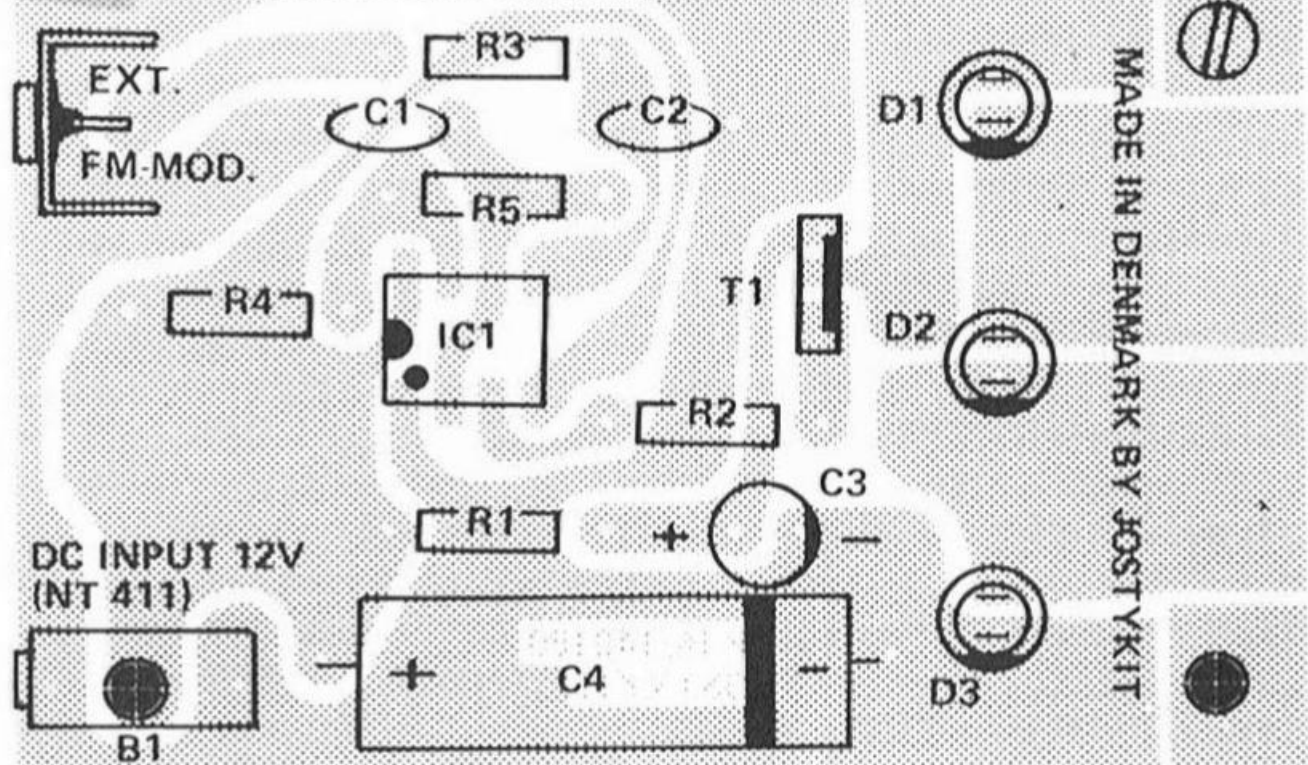 EXT.
FM-MOD.
R3
C1
C2
R5
R4
IC1
T1
D1
D2
R2
C3
+
—
R1
DC INPUT 12V
(NT 411)
B1
—
+
C4
—
—
D3
MADE IN DENMARK BY JOSTYKIT